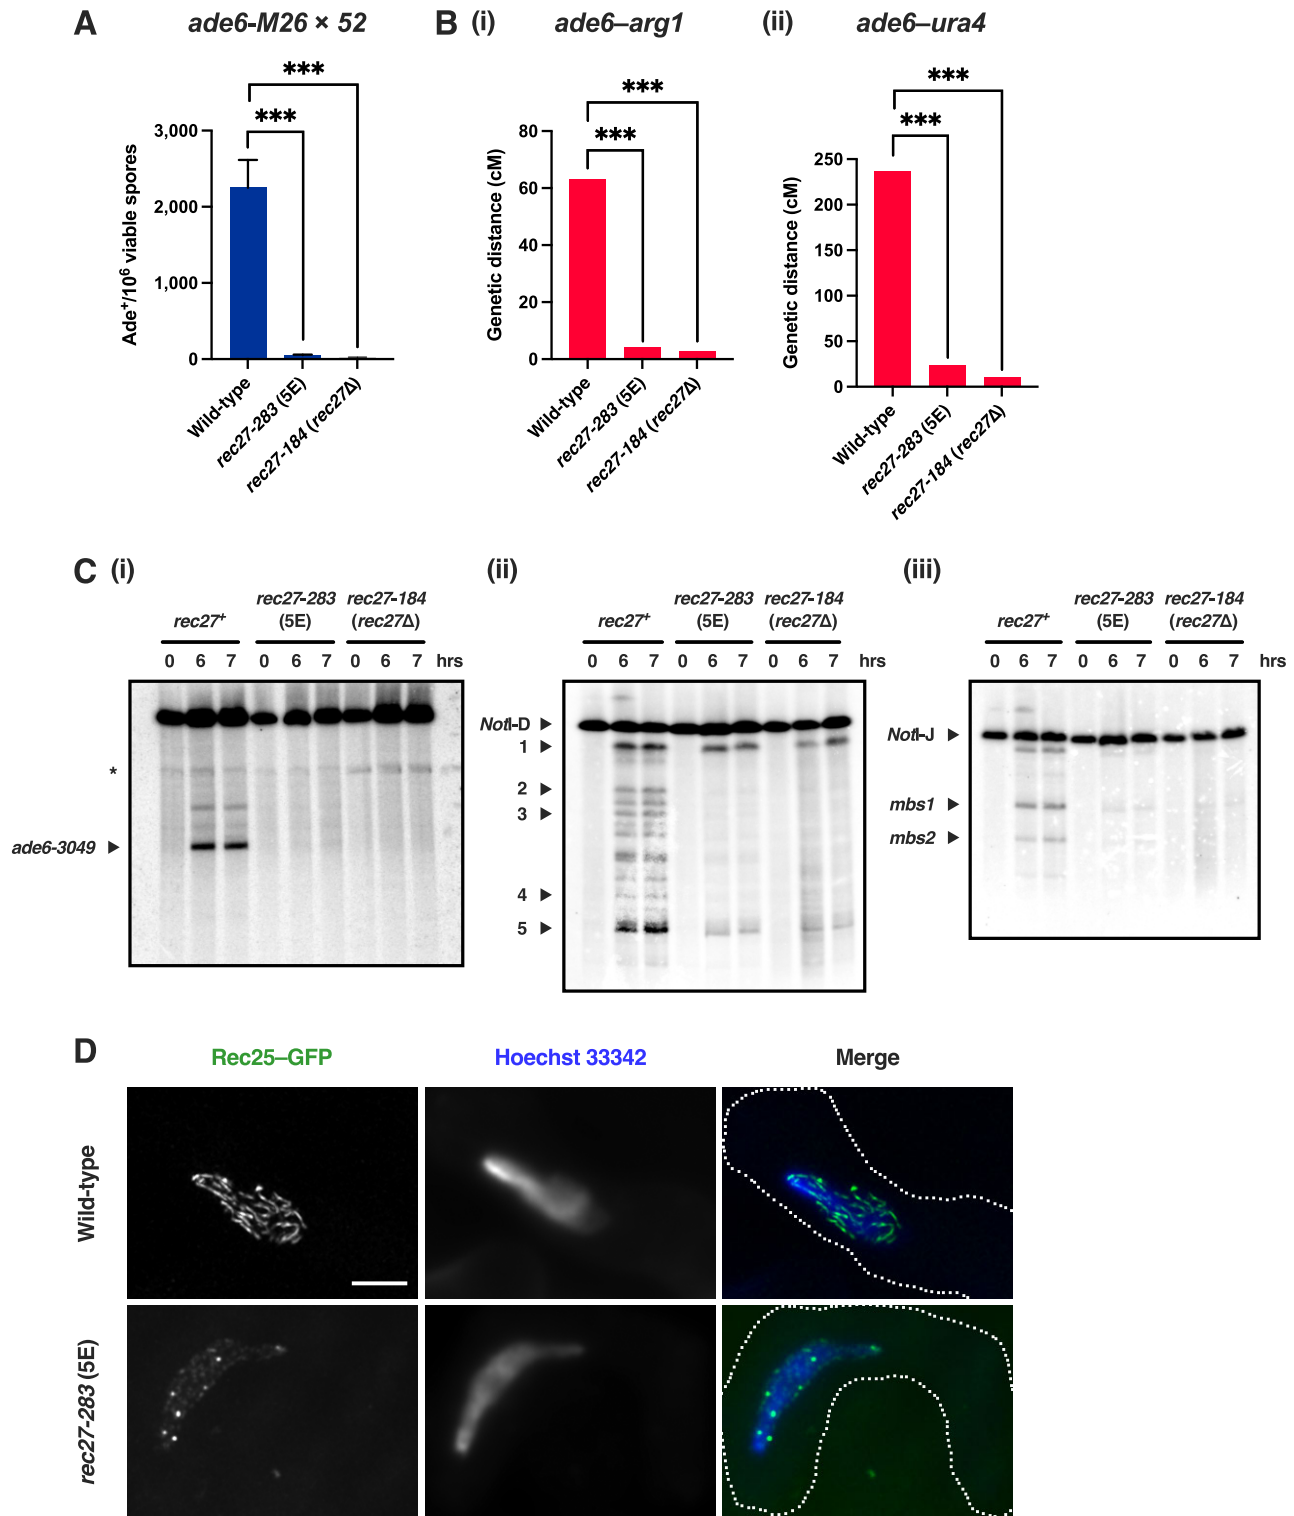 A
ade6-M26 × 52
***
***
3,000
2,000
1,000
0
Ade⁺/10⁶ viable spores
Wild-type
rec27-283 (5E)
rec27-184 (rec27Δ)
B (i)
ade6–arg1
***
***
80
60
40
20
0
Genetic distance (cM)
Wild-type
rec27-283 (5E)
rec27-184 (rec27Δ)
(ii)
ade6–ura4
***
***
250
200
150
100
50
0
Genetic distance (cM)
Wild-type
rec27-283 (5E)
rec27-184 (rec27Δ)
C (i)
rec27-283 rec27-184
rec27⁺ (5E) (rec27Δ)
0 6 7 0 6 7 0 6 7 hrs
*
ade6-3049
(ii)
rec27-283 rec27-184
rec27⁺ (5E) (rec27Δ)
0 6 7 0 6 7 0 6 7 hrs
NotI-D
1
2
3
4
5
(iii)
rec27-283 rec27-184
rec27⁺ (5E) (rec27Δ)
0 6 7 0 6 7 0 6 7 hrs
NotI-J
mbs1
mbs2
D
Rec25–GFP
Hoechst 33342
Merge
Wild-type
rec27-283 (5E)